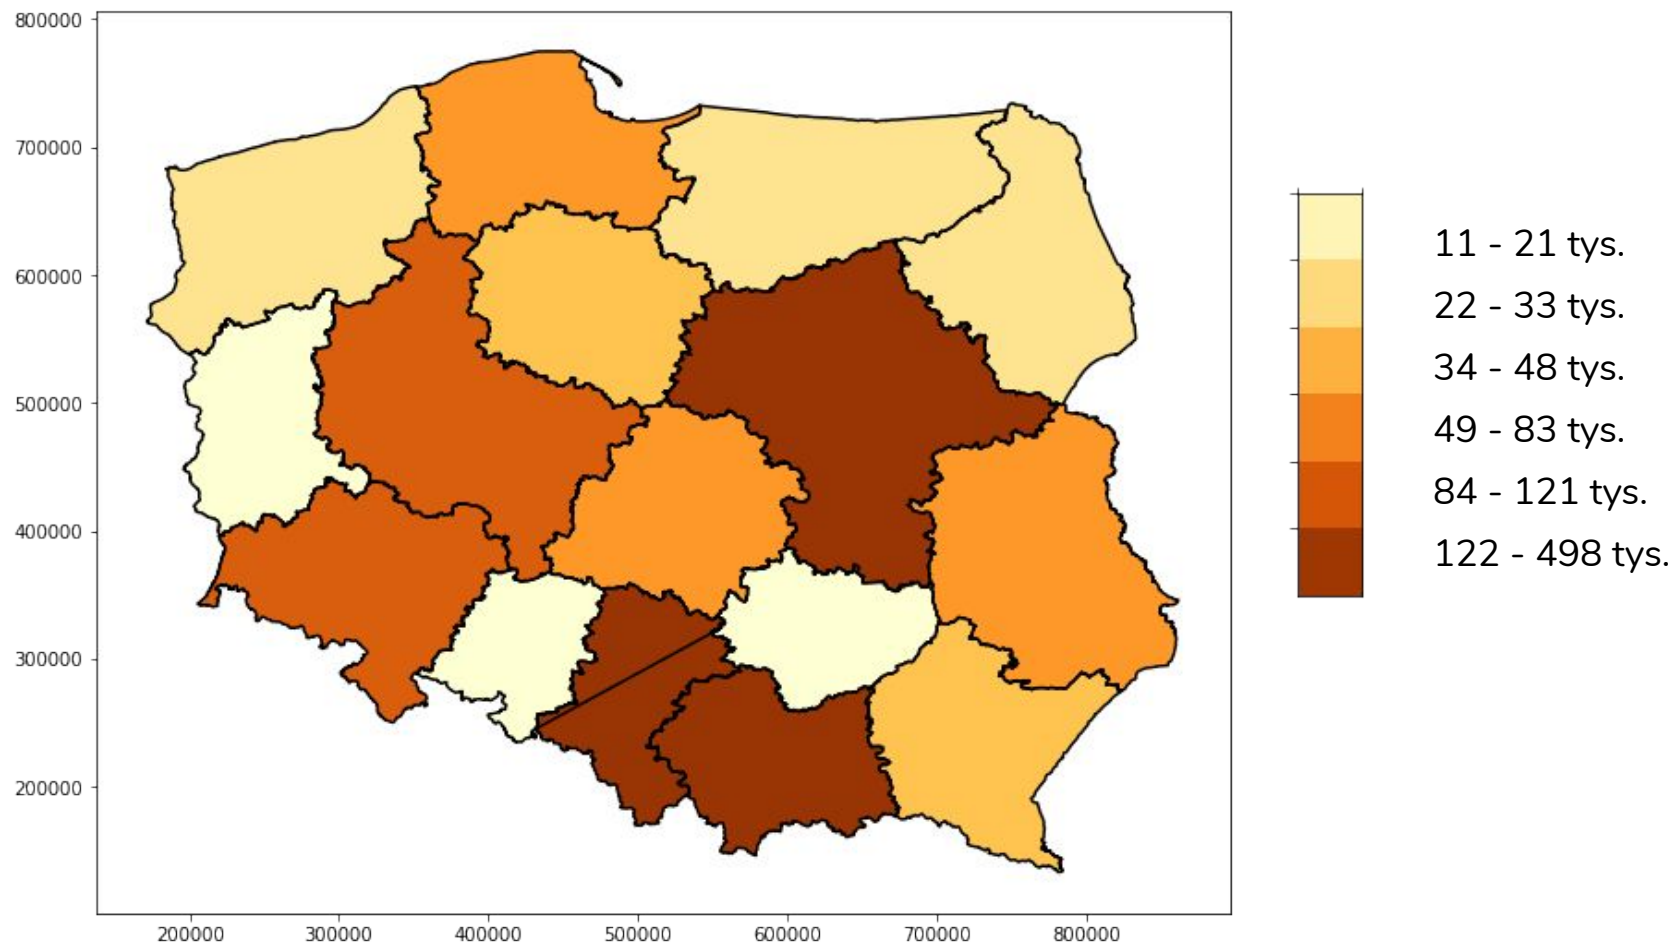 800000
700000
600000
500000
400000
300000
200000
200000 300000 400000 500000 600000 700000 800000
11 - 21 tys.
22 - 33 tys.
34 - 48 tys.
49 - 83 tys.
84 - 121 tys.
122 - 498 tys.